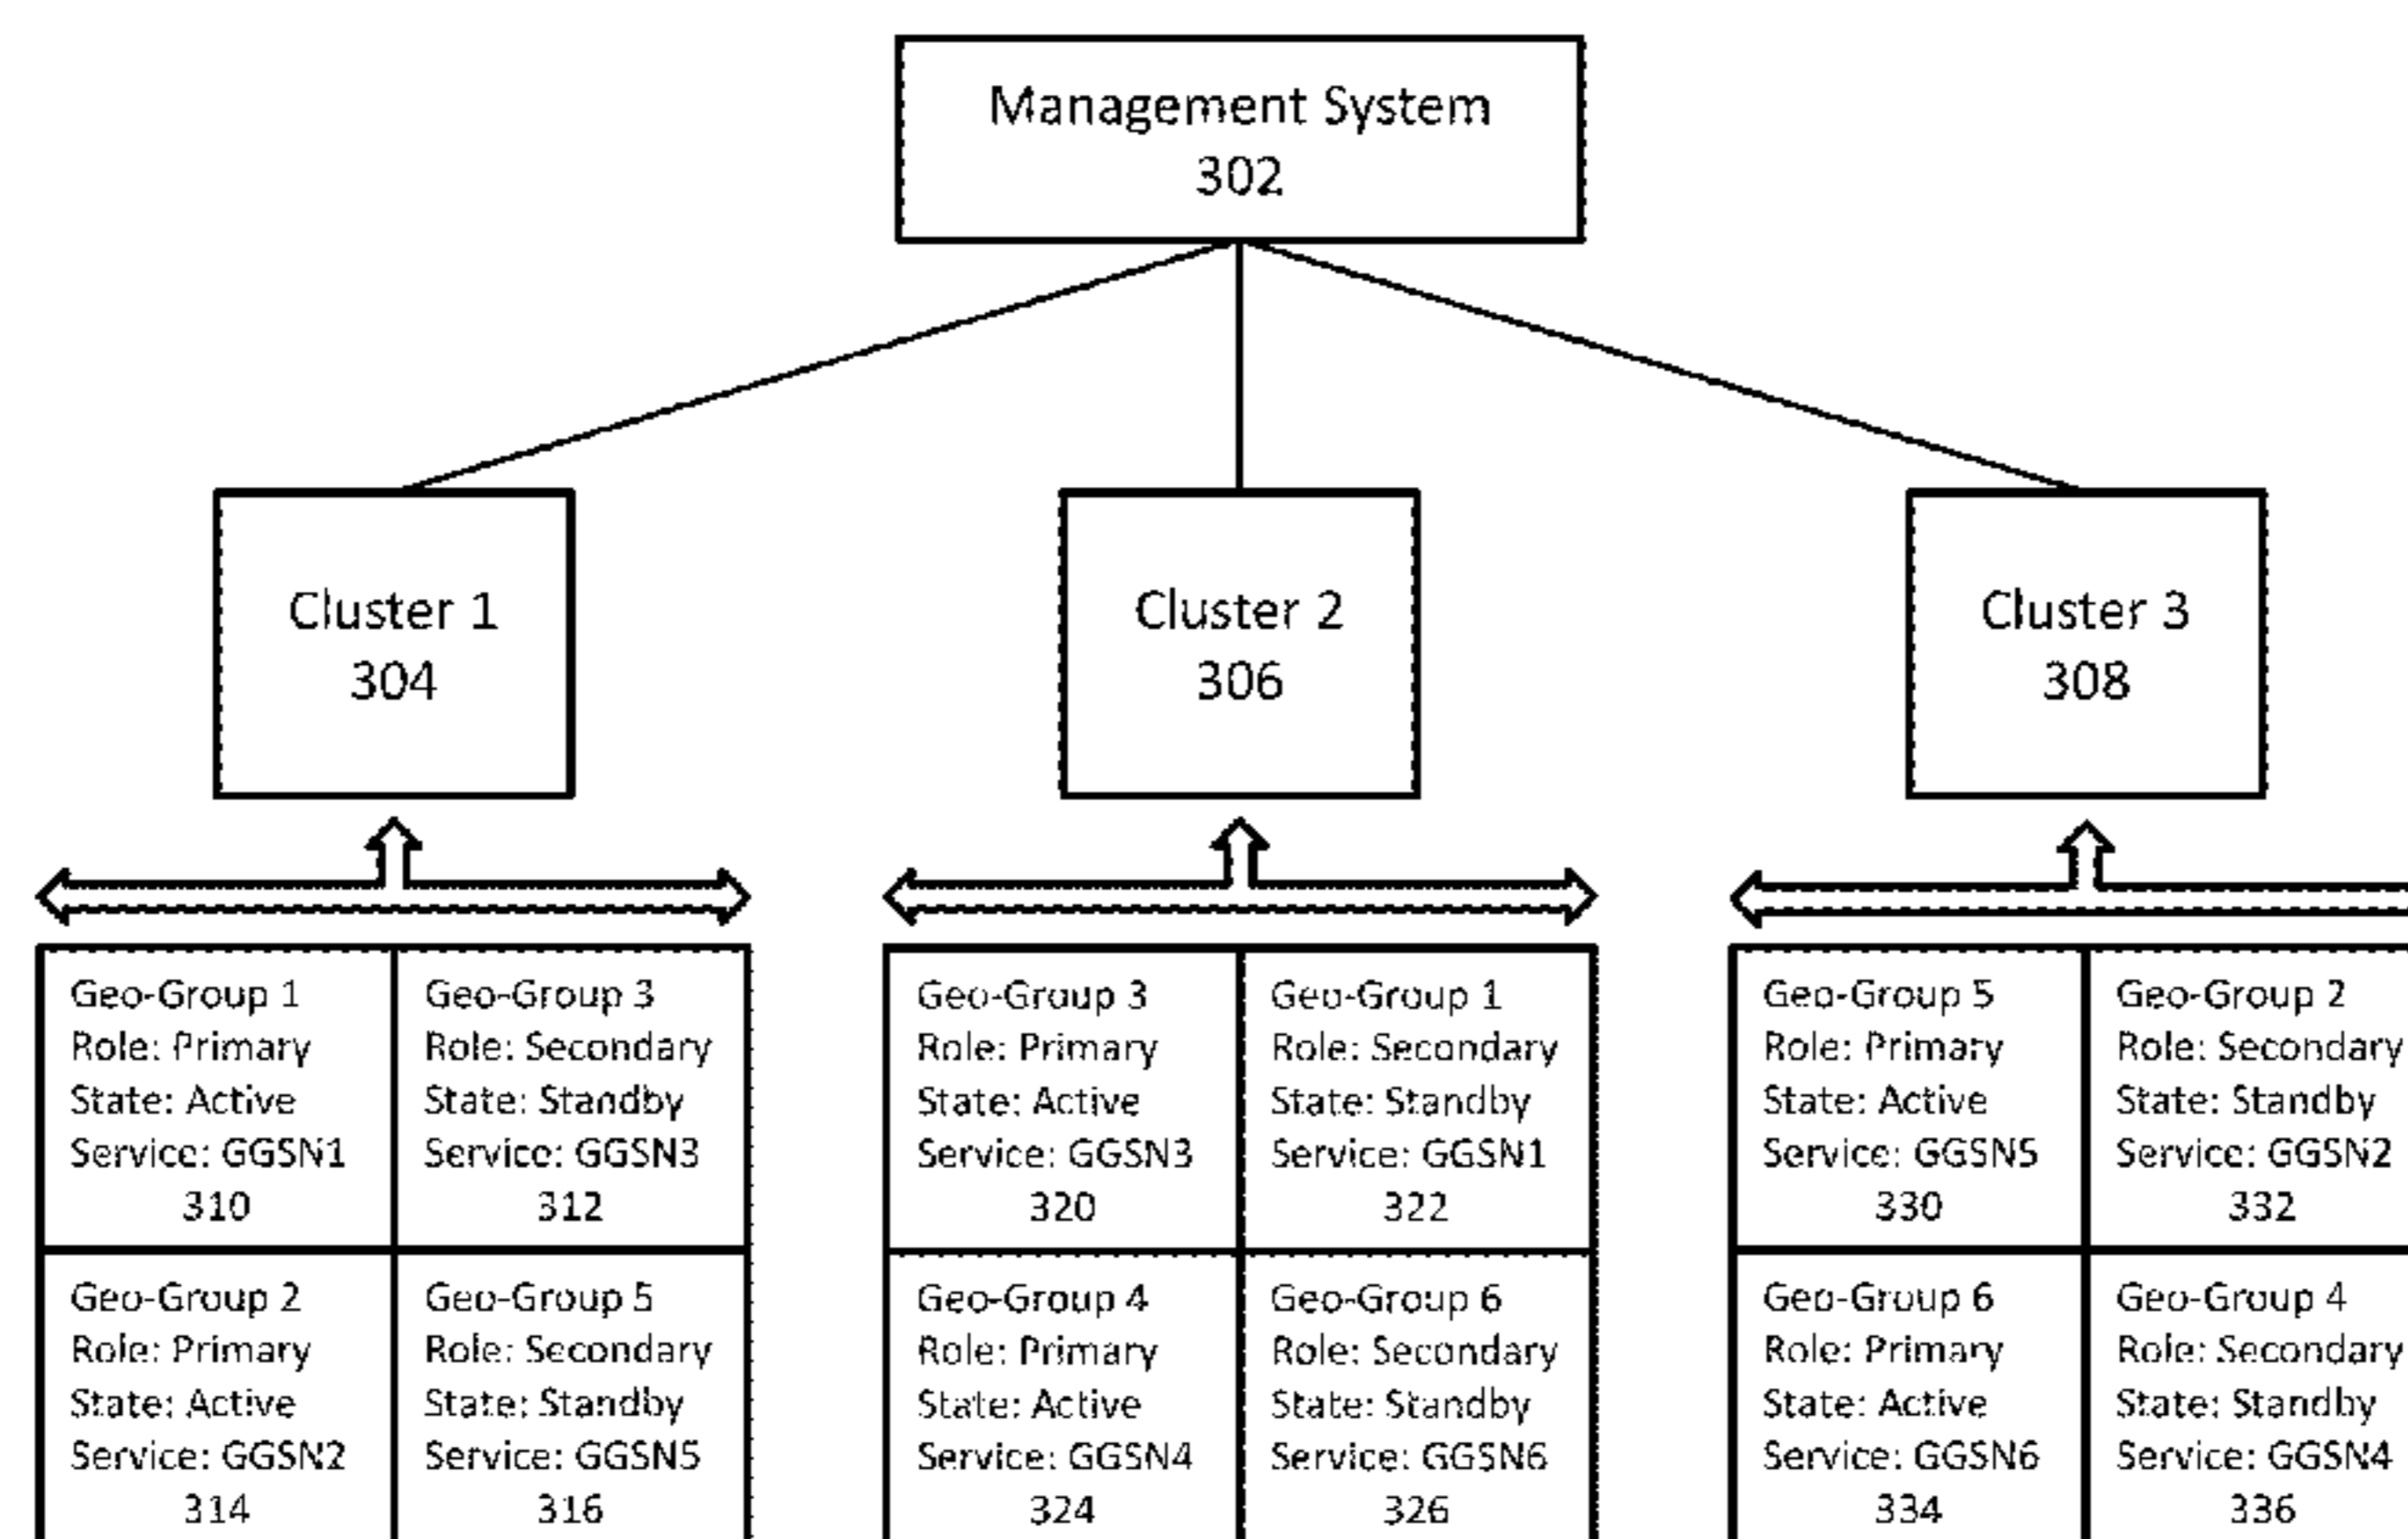 Management System
302
Cluster 1
304
Cluster 2
306
Cluster 3
308
Geo-Group 1
Role: Primary
State: Active
Service: GGSN1
310
Geo-Group 3
Role: Secondary
State: Standby
Service: GGSN3
312
Geo-Group 2
Role: Primary
State: Active
Service: GGSN2
314
Geo-Group 5
Role: Secondary
State: Standby
Service: GGSN5
316
Geo-Group 3
Role: Primary
State: Active
Service: GGSN3
320
Geo-Group 1
Role: Secondary
State: Standby
Service: GGSN1
322
Geo-Group 4
Role: Primary
State: Active
Service: GGSN4
324
Geo-Group 6
Role: Secondary
State: Standby
Service: GGSN6
326
Geo-Group 5
Role: Primary
State: Active
Service: GGSN5
330
Geo-Group 2
Role: Secondary
State: Standby
Service: GGSN2
332
Geo-Group 6
Role: Primary
State: Active
Service: GGSN6
334
Geo-Group 4
Role: Secondary
State: Standby
Service: GGSN4
336